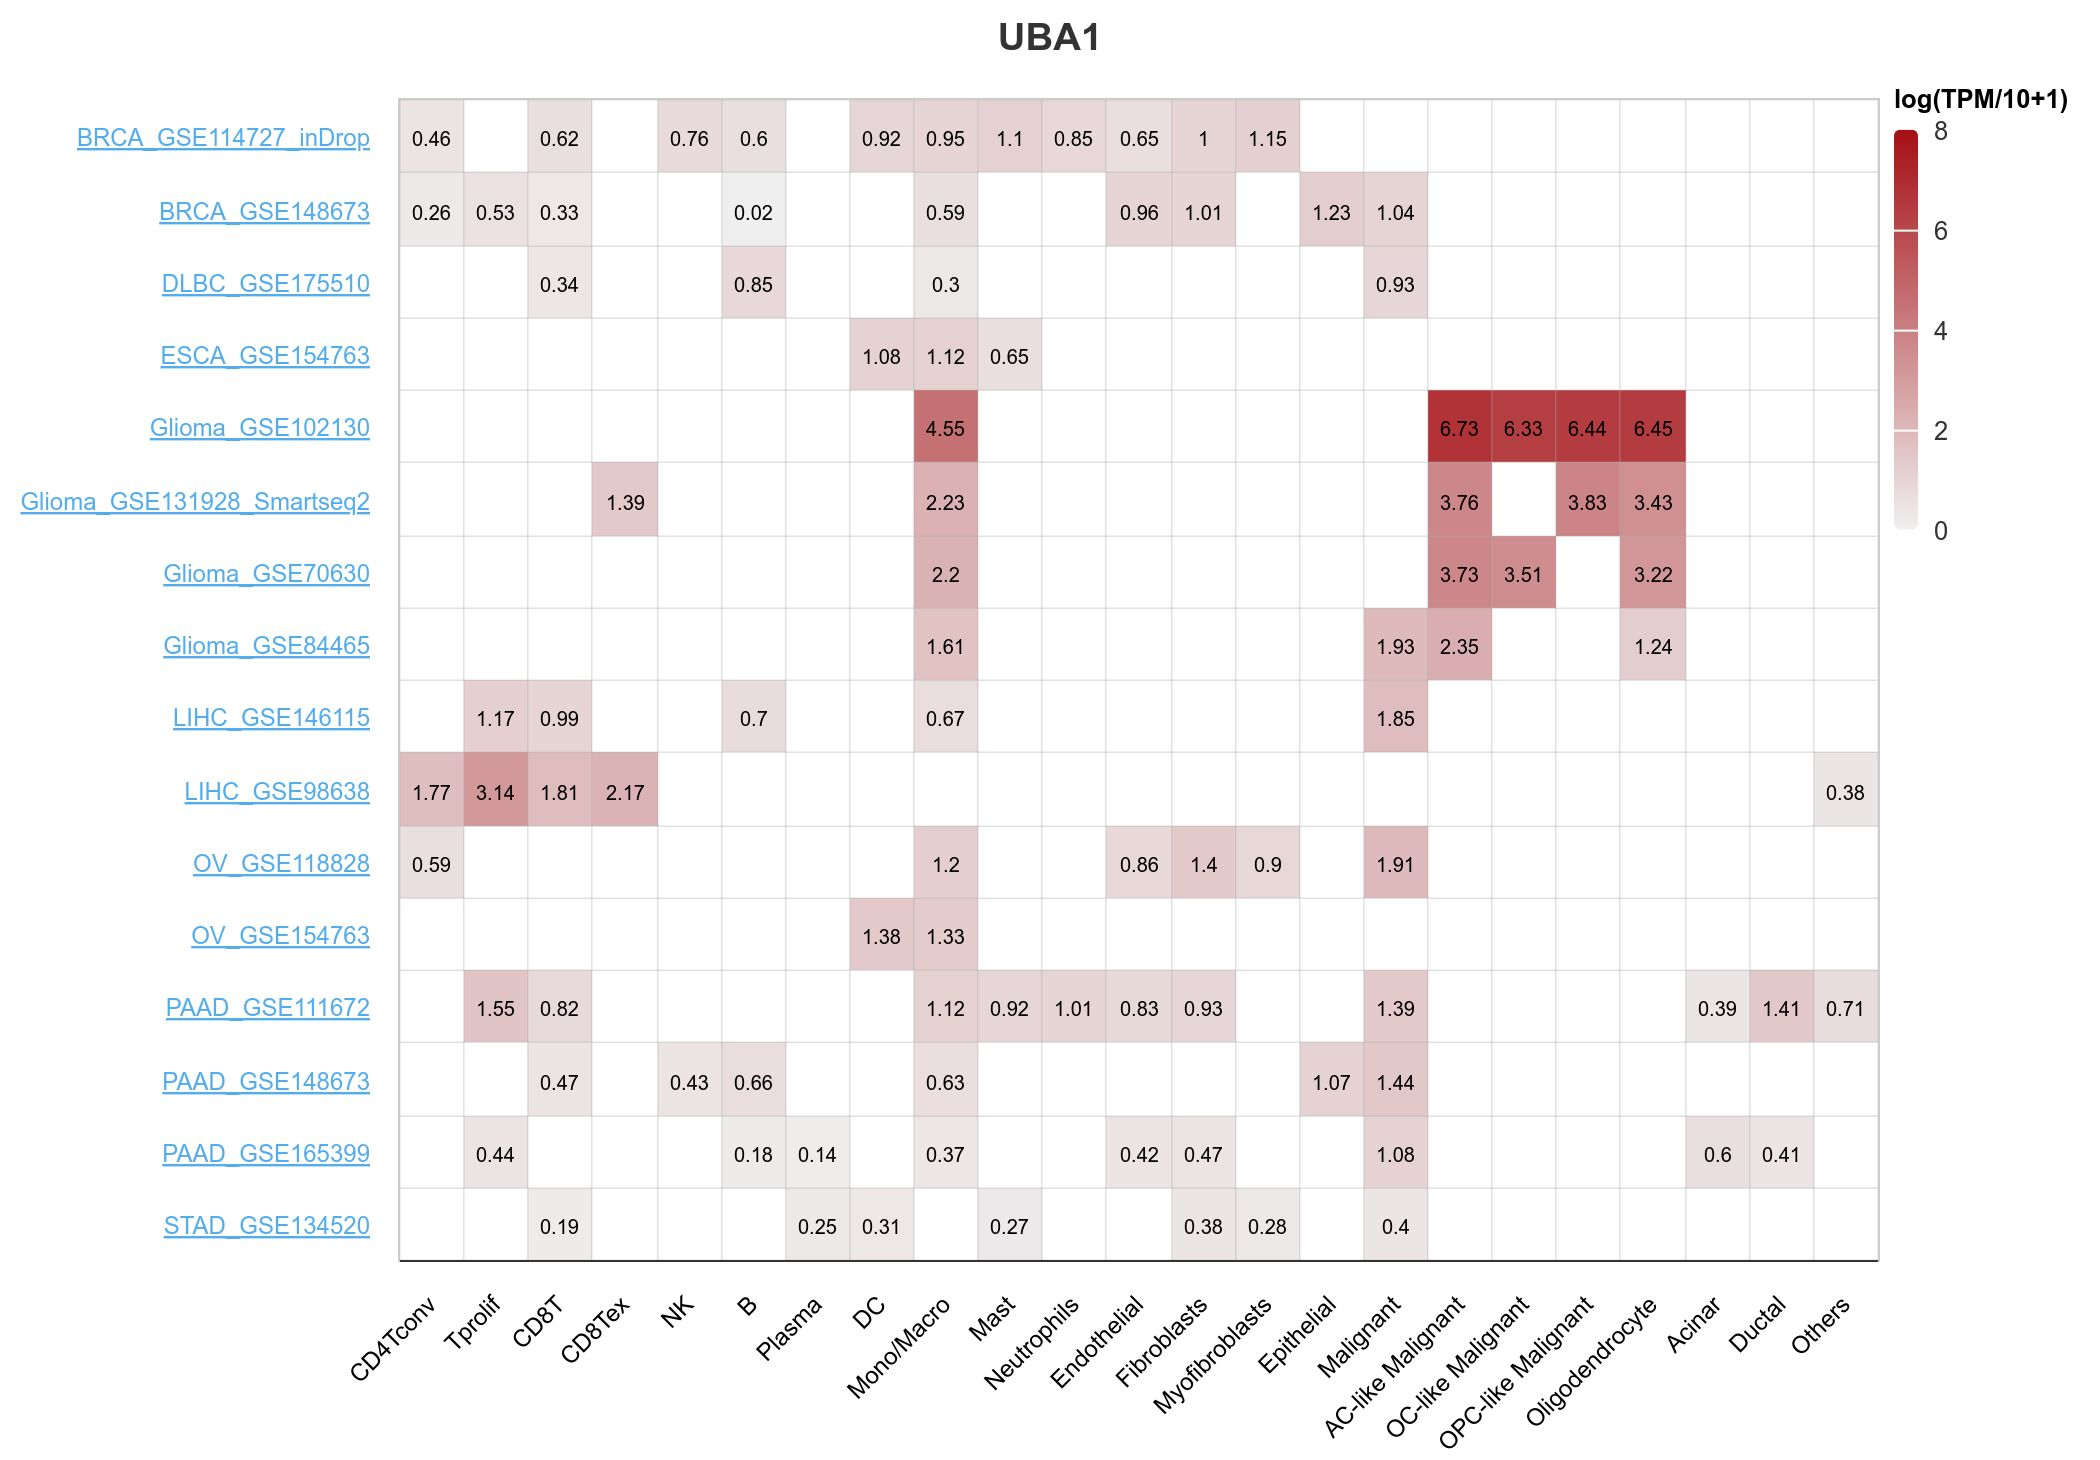 UBA1
log(TPM/10+1)
8
6
4
2
0
BRCA_GSE114727_inDrop 0.46 0.62 0.76 0.6 0.92 0.95 1.1 0.85 0.65 1 1.15
BRCA_GSE148673 0.26 0.53 0.33 0.02 0.59 0.96 1.01 1.23 1.04
DLBC_GSE175510 0.34 0.85 0.3 0.93
ESCA_GSE154763 1.08 1.12 0.65
Glioma_GSE102130 4.55 6.73 6.33 6.44 6.45
Glioma_GSE131928_Smartseq2 1.39 2.23 3.76 3.83 3.43
Glioma_GSE70630 2.2 3.73 3.51 3.22
Glioma_GSE84465 1.61 1.93 2.35 1.24
LIHC_GSE146115 1.17 0.99 0.7 0.67 1.85
LIHC_GSE98638 1.77 3.14 1.81 2.17 0.38
OV_GSE118828 0.59 1.2 0.86 1.4 0.9 1.91
OV_GSE154763 1.38 1.33
PAAD_GSE111672 1.55 0.82 1.12 0.92 1.01 0.83 0.93 1.39 0.39 1.41 0.71
PAAD_GSE148673 0.47 0.43 0.66 0.63 1.07 1.44
PAAD_GSE165399 0.44 0.18 0.14 0.37 0.42 0.47 1.08 0.6 0.41
STAD_GSE134520 0.19 0.25 0.31 0.27 0.38 0.28 0.4
CD4Tconv
Tprolif
CD8T
CD8Tex
NK
B
Plasma
DC
Mono/Macro
Mast
Neutrophils
Endothelial
Fibroblasts
Myofibroblasts
Epithelial
Malignant
AC-like Malignant
OC-like Malignant
OPC-like Malignant
Oligodendrocyte
Acinar
Ductal
Others